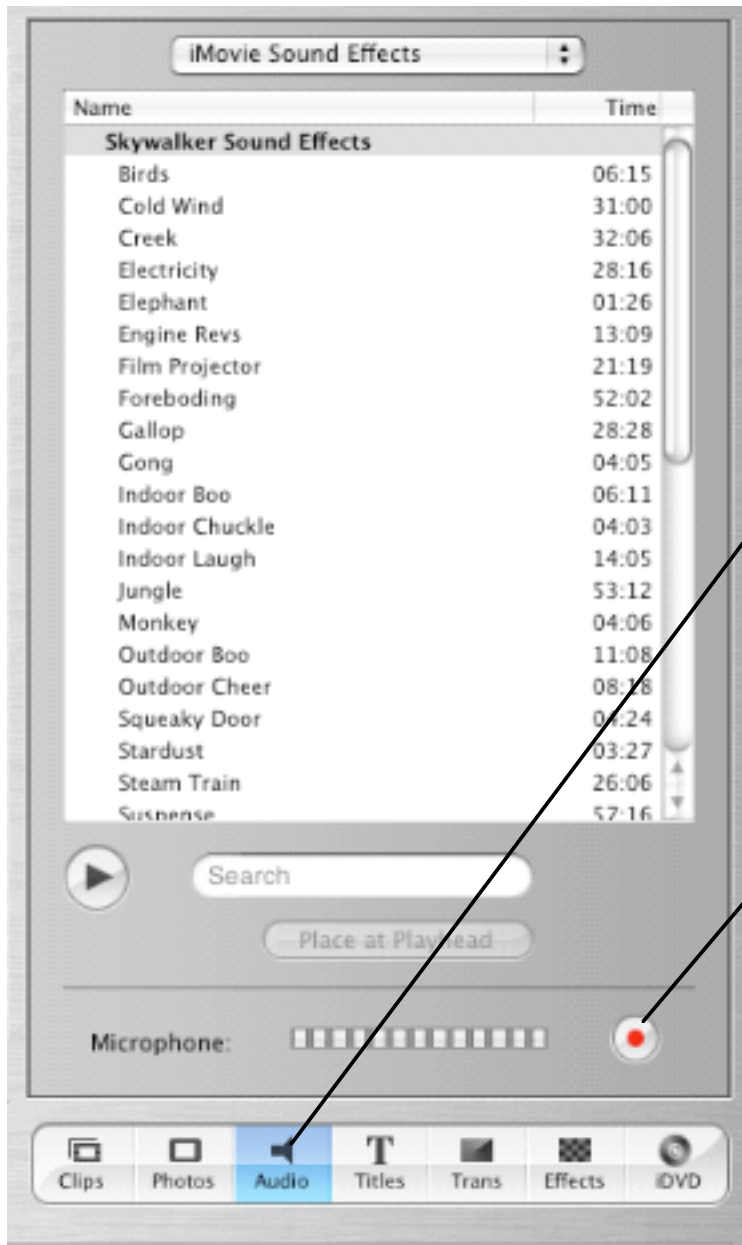 iMovie Sound Effects
Name Time
Skywalker Sound Effects
Birds 06:15
Cold Wind 31:00
Creek 32:06
Electricity 28:16
Elephant 01:26
Engine Revs 13:09
Film Projector 21:19
Foreboding 52:02
Gallop 28:28
Gong 04:05
Indoor Boo 06:11
Indoor Chuckle 04:03
Indoor Laugh 14:05
Jungle 53:12
Monkey 04:06
Outdoor Boo 11:08
Outdoor Cheer 08:18
Squeaky Door 04:24
Stardust 03:27
Steam Train 26:06
Suspense 57:16
Search
Place at Playhead
Microphone:
Clips Photos Audio Titles Trans Effects iDVD